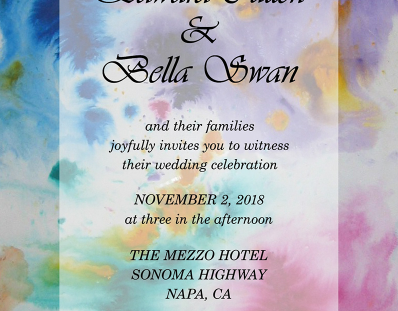 &
Bella Swan
and their families
joyfully invites you to witness
their wedding celebration
NOVEMBER 2, 2018
at three in the afternoon
THE MEZZO HOTEL
SONOMA HIGHWAY
NAPA, CA